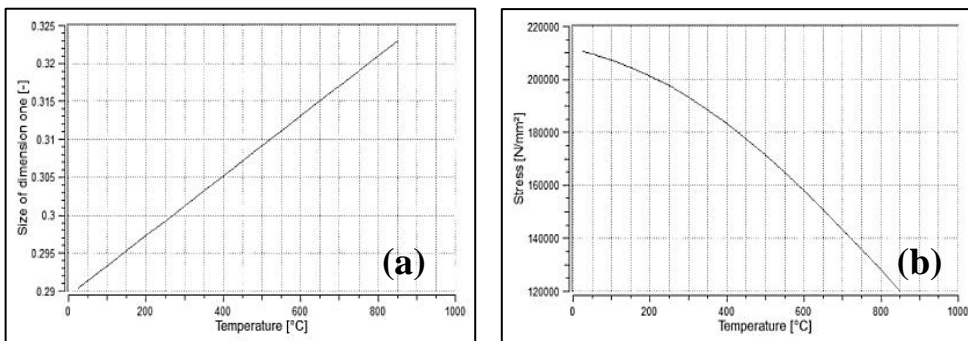 0.325
0.32
0.315
0.31
0.305
0.3
0.295
0.29
Size of dimension one [-]
0 200 400 600 800 1000
Temperature [°C]
(a)
220000
200000
180000
160000
140000
120000
Stress [N/mm²]
0 200 400 600 800 1000
Temperature [°C]
(b)